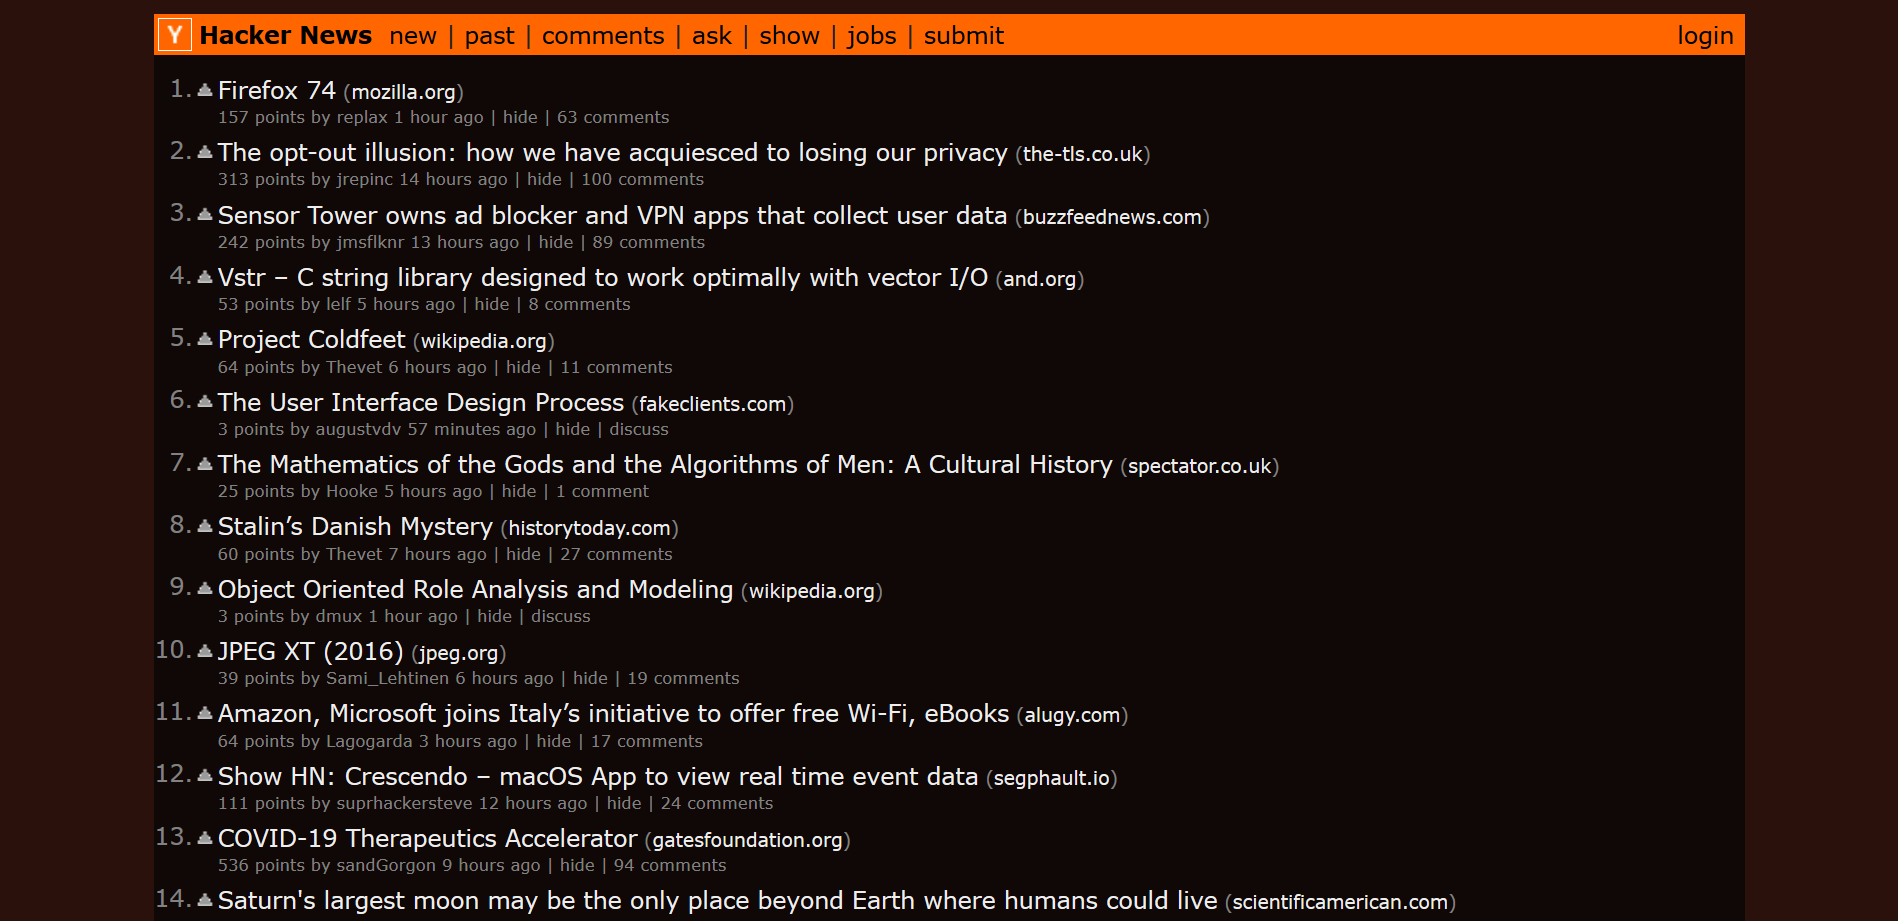 Y Hacker News new | past | comments | ask | show | jobs | submit login
1. Firefox 74 (mozilla.org)
157 points by replax 1 hour ago | hide | 63 comments
2. The opt-out illusion: how we have acquiesced to losing our privacy (the-tls.co.uk)
313 points by jrepinc 14 hours ago | hide | 100 comments
3. Sensor Tower owns ad blocker and VPN apps that collect user data (buzzfeednews.com)
242 points by jmsflknr 13 hours ago | hide | 89 comments
4. Vstr – C string library designed to work optimally with vector I/O (and.org)
53 points by lelf 5 hours ago | hide | 8 comments
5. Project Coldfeet (wikipedia.org)
64 points by Thevet 6 hours ago | hide | 11 comments
6. The User Interface Design Process (fakeclients.com)
3 points by augustvdv 57 minutes ago | hide | discuss
7. The Mathematics of the Gods and the Algorithms of Men: A Cultural History (spectator.co.uk)
25 points by Hooke 5 hours ago | hide | 1 comment
8. Stalin’s Danish Mystery (historytoday.com)
60 points by Thevet 7 hours ago | hide | 27 comments
9. Object Oriented Role Analysis and Modeling (wikipedia.org)
3 points by dmux 1 hour ago | hide | discuss
10. JPEG XT (2016) (jpeg.org)
39 points by Sami_Lehtinen 6 hours ago | hide | 19 comments
11. Amazon, Microsoft joins Italy’s initiative to offer free Wi-Fi, eBooks (alugy.com)
64 points by Lagogarda 3 hours ago | hide | 17 comments
12. Show HN: Crescendo – macOS App to view real time event data (segphault.io)
111 points by suprhackersteve 12 hours ago | hide | 24 comments
13. COVID-19 Therapeutics Accelerator (gatesfoundation.org)
536 points by sandGorgon 9 hours ago | hide | 94 comments
14. Saturn's largest moon may be the only place beyond Earth where humans could live (scientificamerican.com)